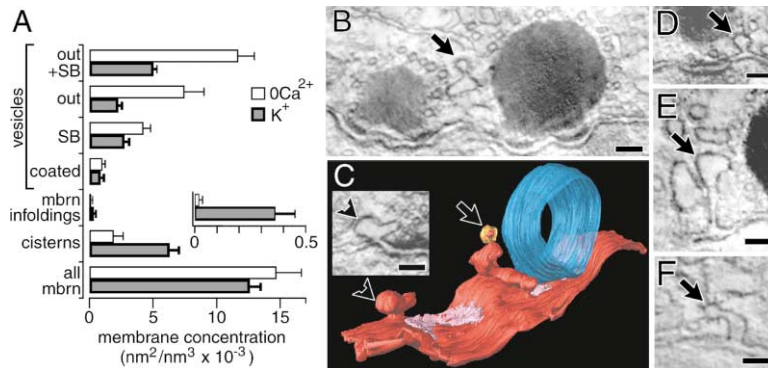 A
vesicles
out
+SB
out
SB
coated
mbrn
infoldings
cisterns
all
mbrn
0Ca²⁺
K⁺
0 0.5
0 5 10 15
membrane concentration
(nm²/nm³ x 10⁻³)
B
C
D
E
F